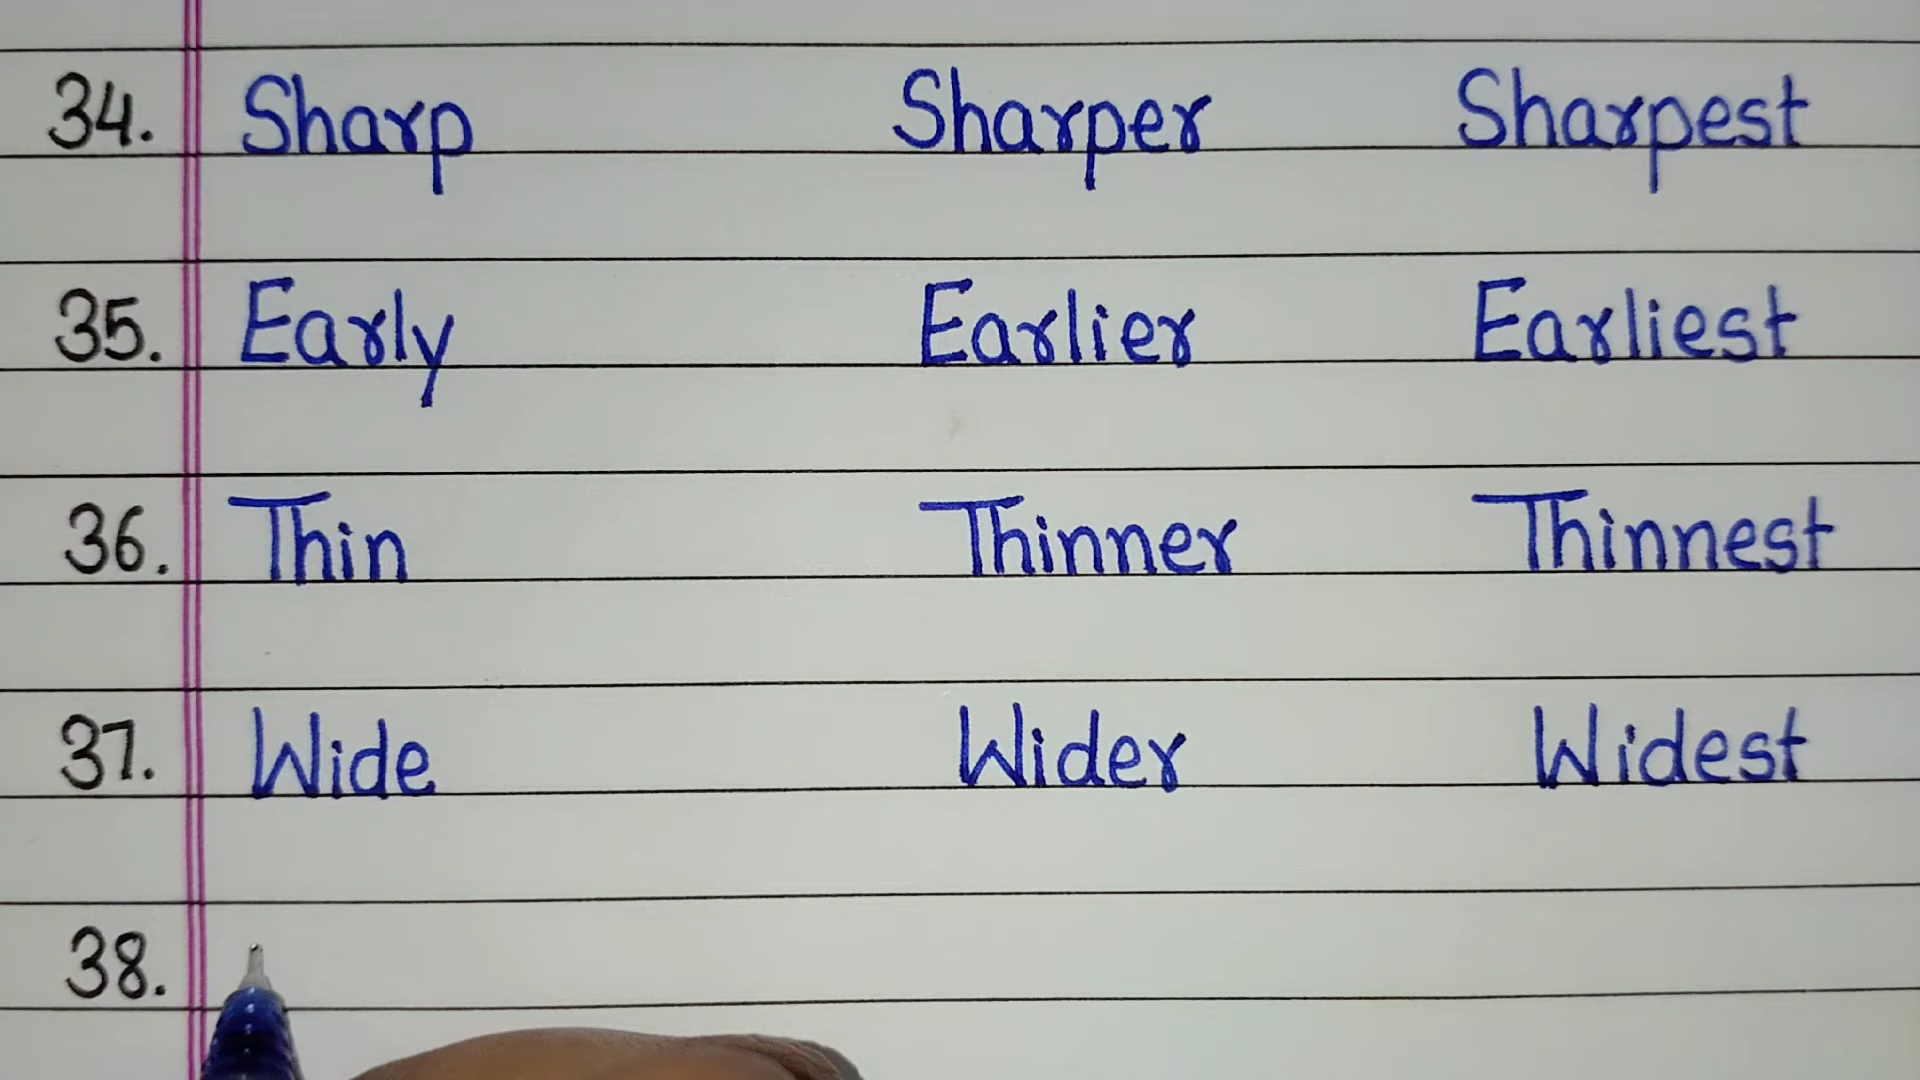 34. Sharp Sharper Sharpest
35. Early Earlier Earliest
36. Thin Thinner Thinnest
37. Wide Wider Widest
38.